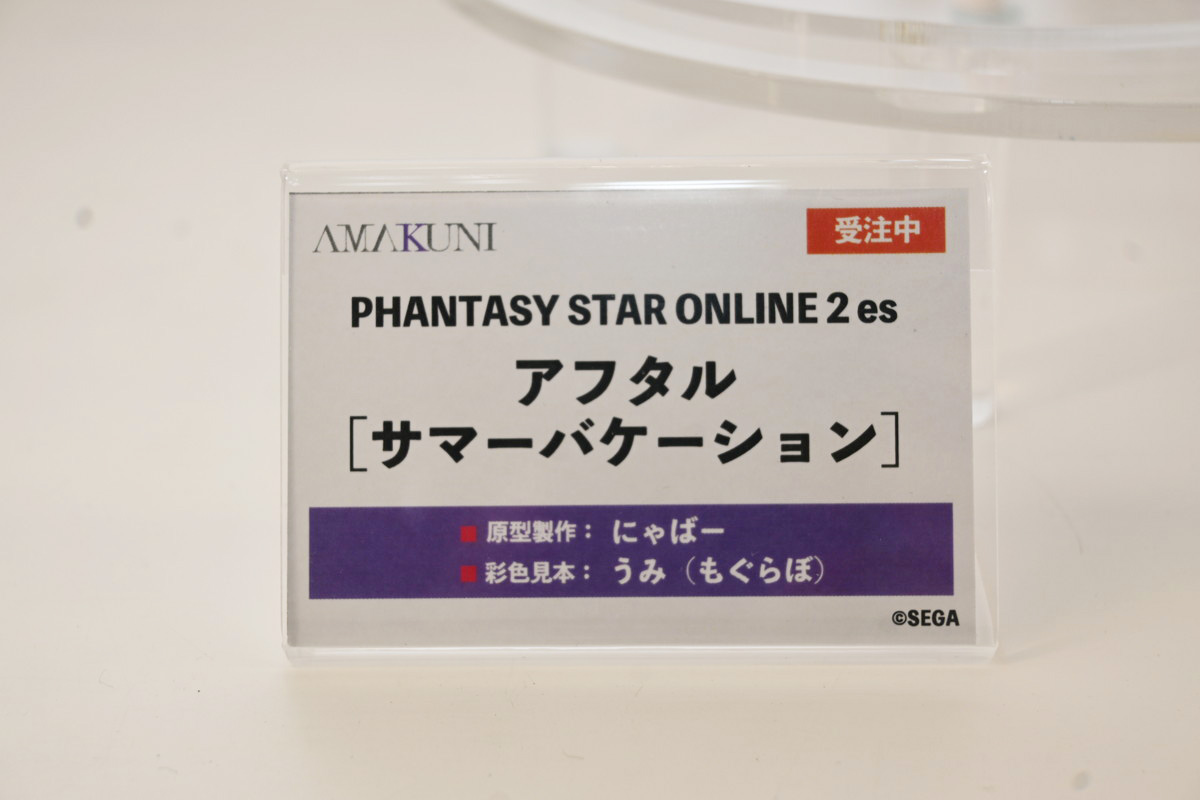 AMAKUNI
受注中
PHANTASY STAR ONLINE 2 es
アフタル
[サマーバケーション]
■ 原型製作： にゃばー
■ 彩色見本： うみ（もぐらぼ）
©SEGA